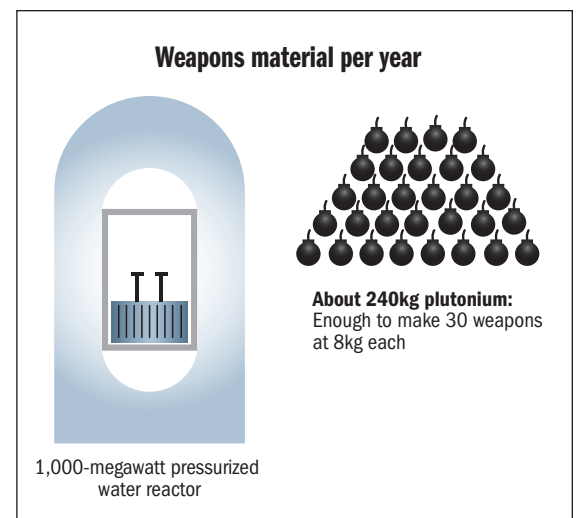 Weapons material per year
About 240kg plutonium:
Enough to make 30 weapons
at 8kg each
1,000-megawatt pressurized
water reactor